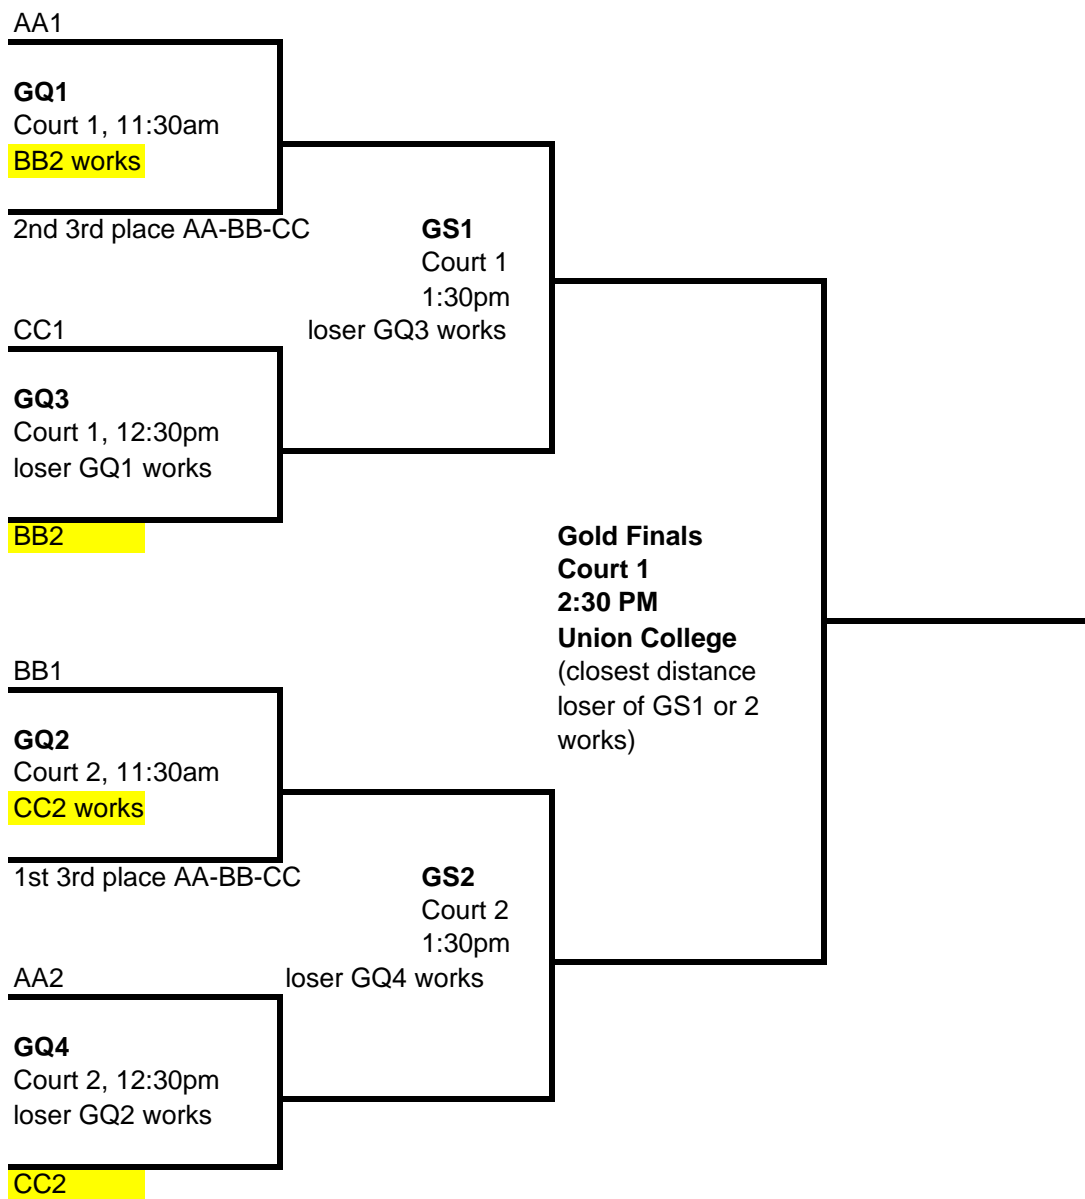 AA1
GQ1
Court 1, 11:30am
BB2 works
2nd 3rd place AA-BB-CC
GS1
Court 1
1:30pm
loser GQ3 works
CC1
GQ3
Court 1, 12:30pm
loser GQ1 works
BB2
Gold Finals
Court 1
2:30 PM
Union College
(closest distance
loser of GS1 or 2
works)
BB1
GQ2
Court 2, 11:30am
CC2 works
1st 3rd place AA-BB-CC
GS2
Court 2
1:30pm
loser GQ4 works
AA2
GQ4
Court 2, 12:30pm
loser GQ2 works
CC2